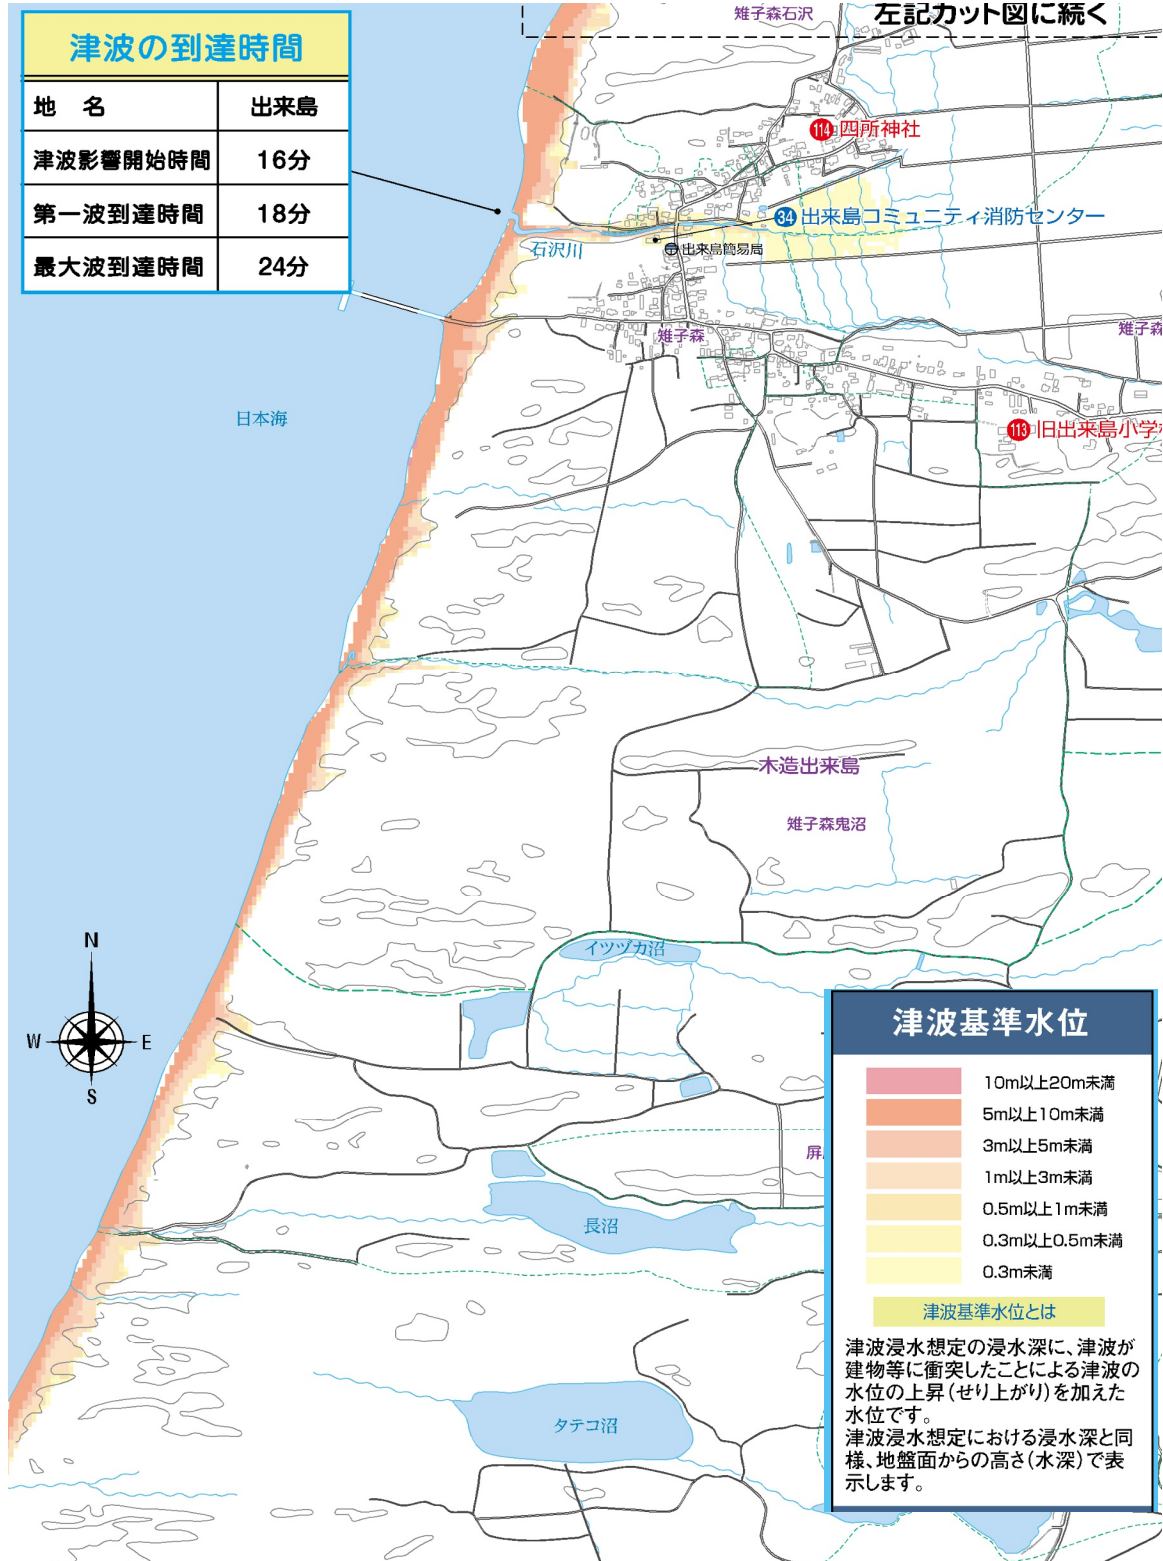 左記カット図に続く
雉子森石沢
津波の到達時間
地 名 出来島
津波影響開始時間 16分
第一波到達時間 18分
最大波到達時間 24分
114 四所神社
34 出来島コミュニティ消防センター
石沢川
出来島簡易局
雉子森
雉子森
日本海
113 旧出来島小学校
木造出来島
雉子森鬼沼
イツヅカ沼
N
W E
S
屏
長沼
タテコ沼
津波基準水位
10m以上20m未満
5m以上10m未満
3m以上5m未満
1m以上3m未満
0.5m以上1m未満
0.3m以上0.5m未満
0.3m未満
津波基準水位とは
津波浸水想定の浸水深に、津波が
建物等に衝突したことによる津波の
水位の上昇(せり上がり)を加えた
水位です。
津波浸水想定における浸水深と同
様、地盤面からの高さ(水深)で表
示します。